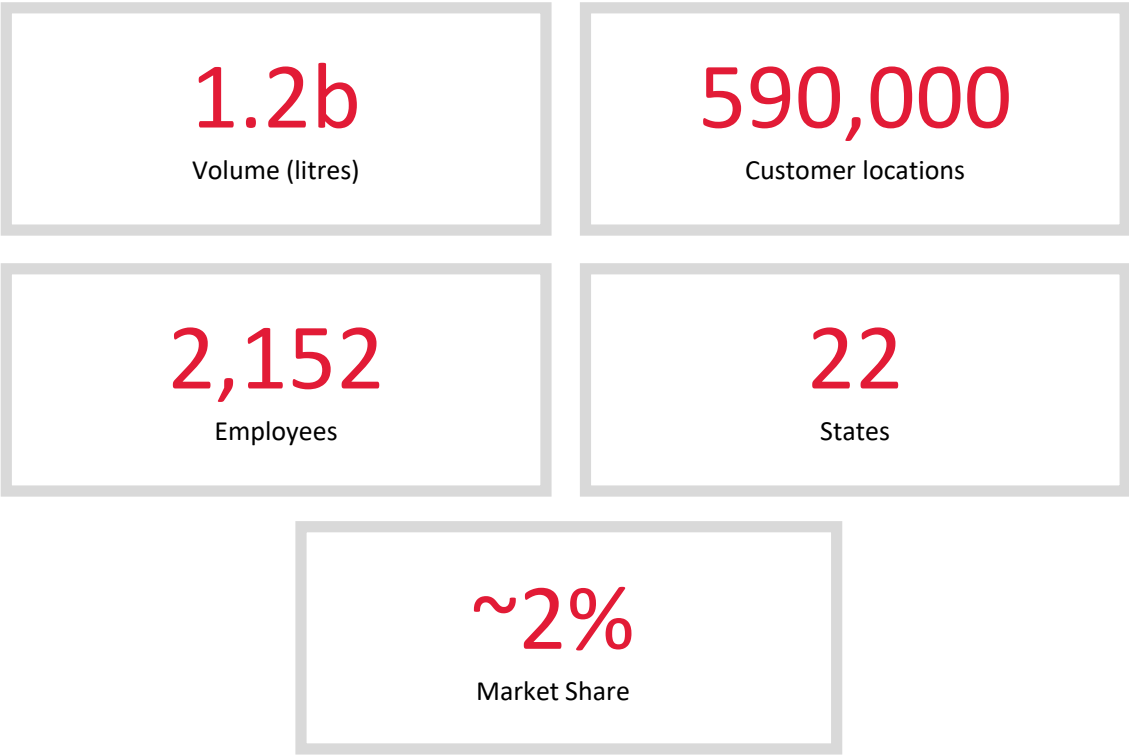 1.2b
Volume (litres)
590,000
Customer locations
2,152
Employees
22
States
~2%
Market Share